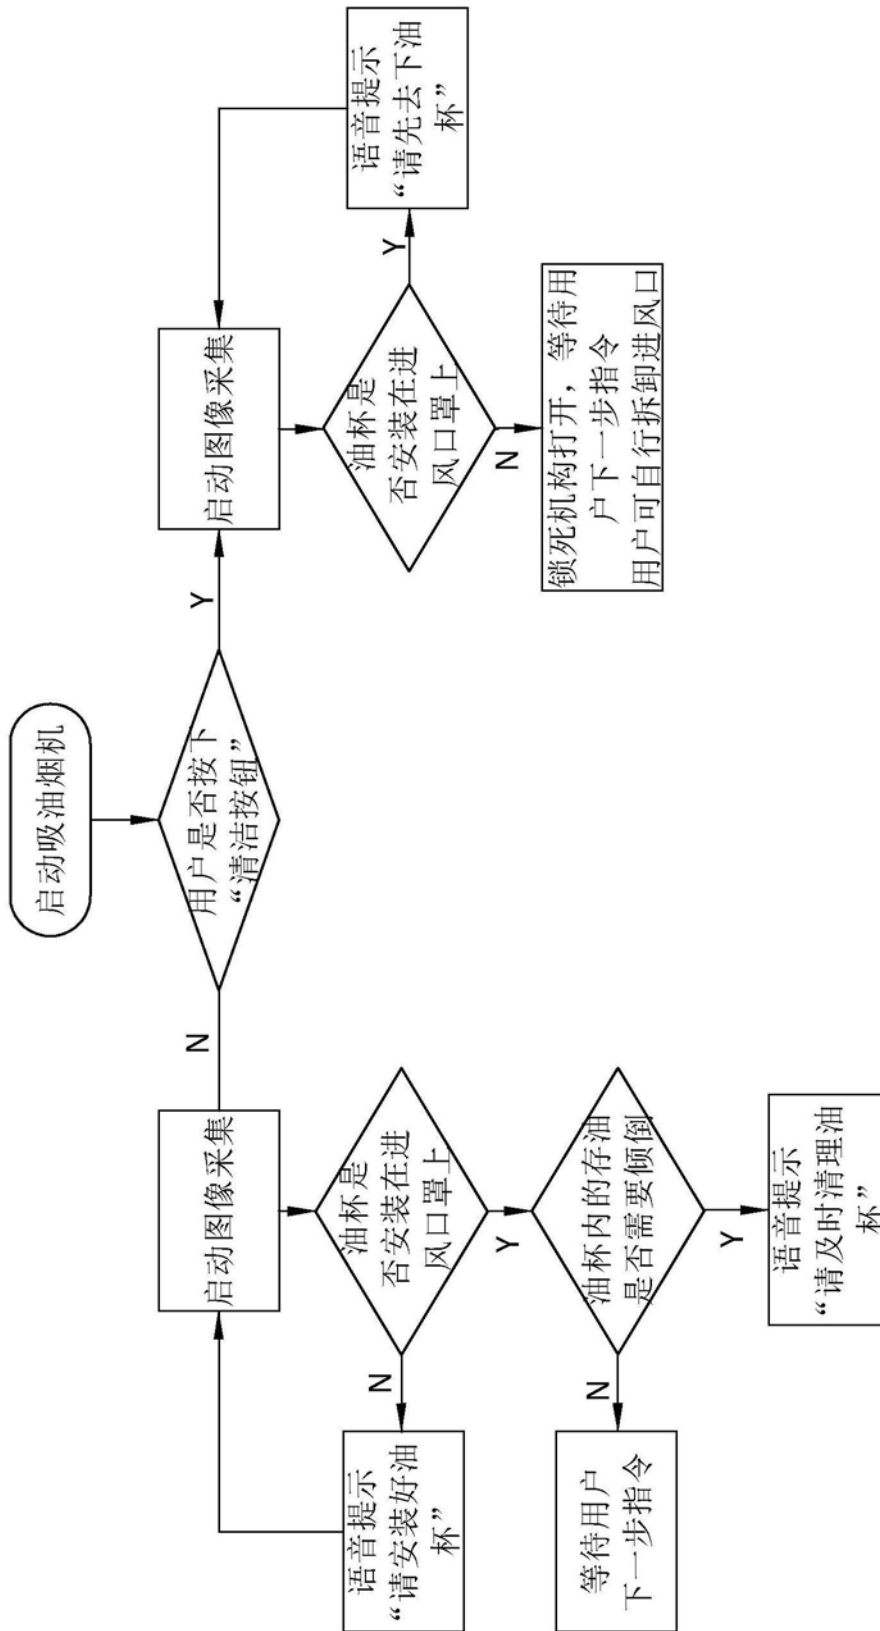 启动吸油烟机
用户是否按下
“清洁按钮”
N
Y
启动图像采集
油杯是
否安装在进
风口罩上
N
语音提示
“请安装好油
杯”
Y
油杯内的存油
是否需要倾倒
N
等待用户
下一步指令
Y
语音提示
“请及时清理油
杯”
启动图像采集
油杯是
否安装在进
风口罩上
Y
语音提示
“请先去下油
杯”
N
锁死机构打开，等待用
户下一步指令
用户可自行拆卸进风口